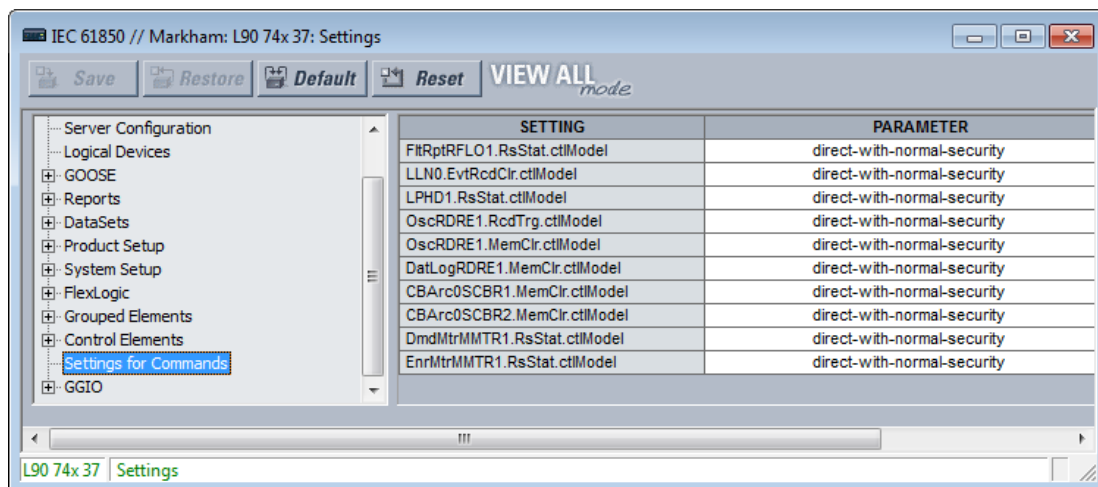 IEC 61850 // Markham: L90 74x 37: Settings
Save Restore Default Reset VIEW ALL mode
Server Configuration
Logical Devices
GOOSE
Reports
DataSets
Product Setup
System Setup
FlexLogic
Grouped Elements
Control Elements
Settings for Commands
GGIO
SETTING PARAMETER
FltRptRFLO1.RsStat.ctlModel direct-with-normal-security
LLN0.EvtRcdClr.ctlModel direct-with-normal-security
LPHD1.RsStat.ctlModel direct-with-normal-security
OscRDRE1.RcdTrg.ctlModel direct-with-normal-security
OscRDRE1.MemClr.ctlModel direct-with-normal-security
DatLogRDRE1.MemClr.ctlModel direct-with-normal-security
CBArc0SCBR1.MemClr.ctlModel direct-with-normal-security
CBArc0SCBR2.MemClr.ctlModel direct-with-normal-security
DmdMtrMMTR1.RsStat.ctlModel direct-with-normal-security
EnrMtrMMTR1.RsStat.ctlModel direct-with-normal-security
L90 74x 37 Settings